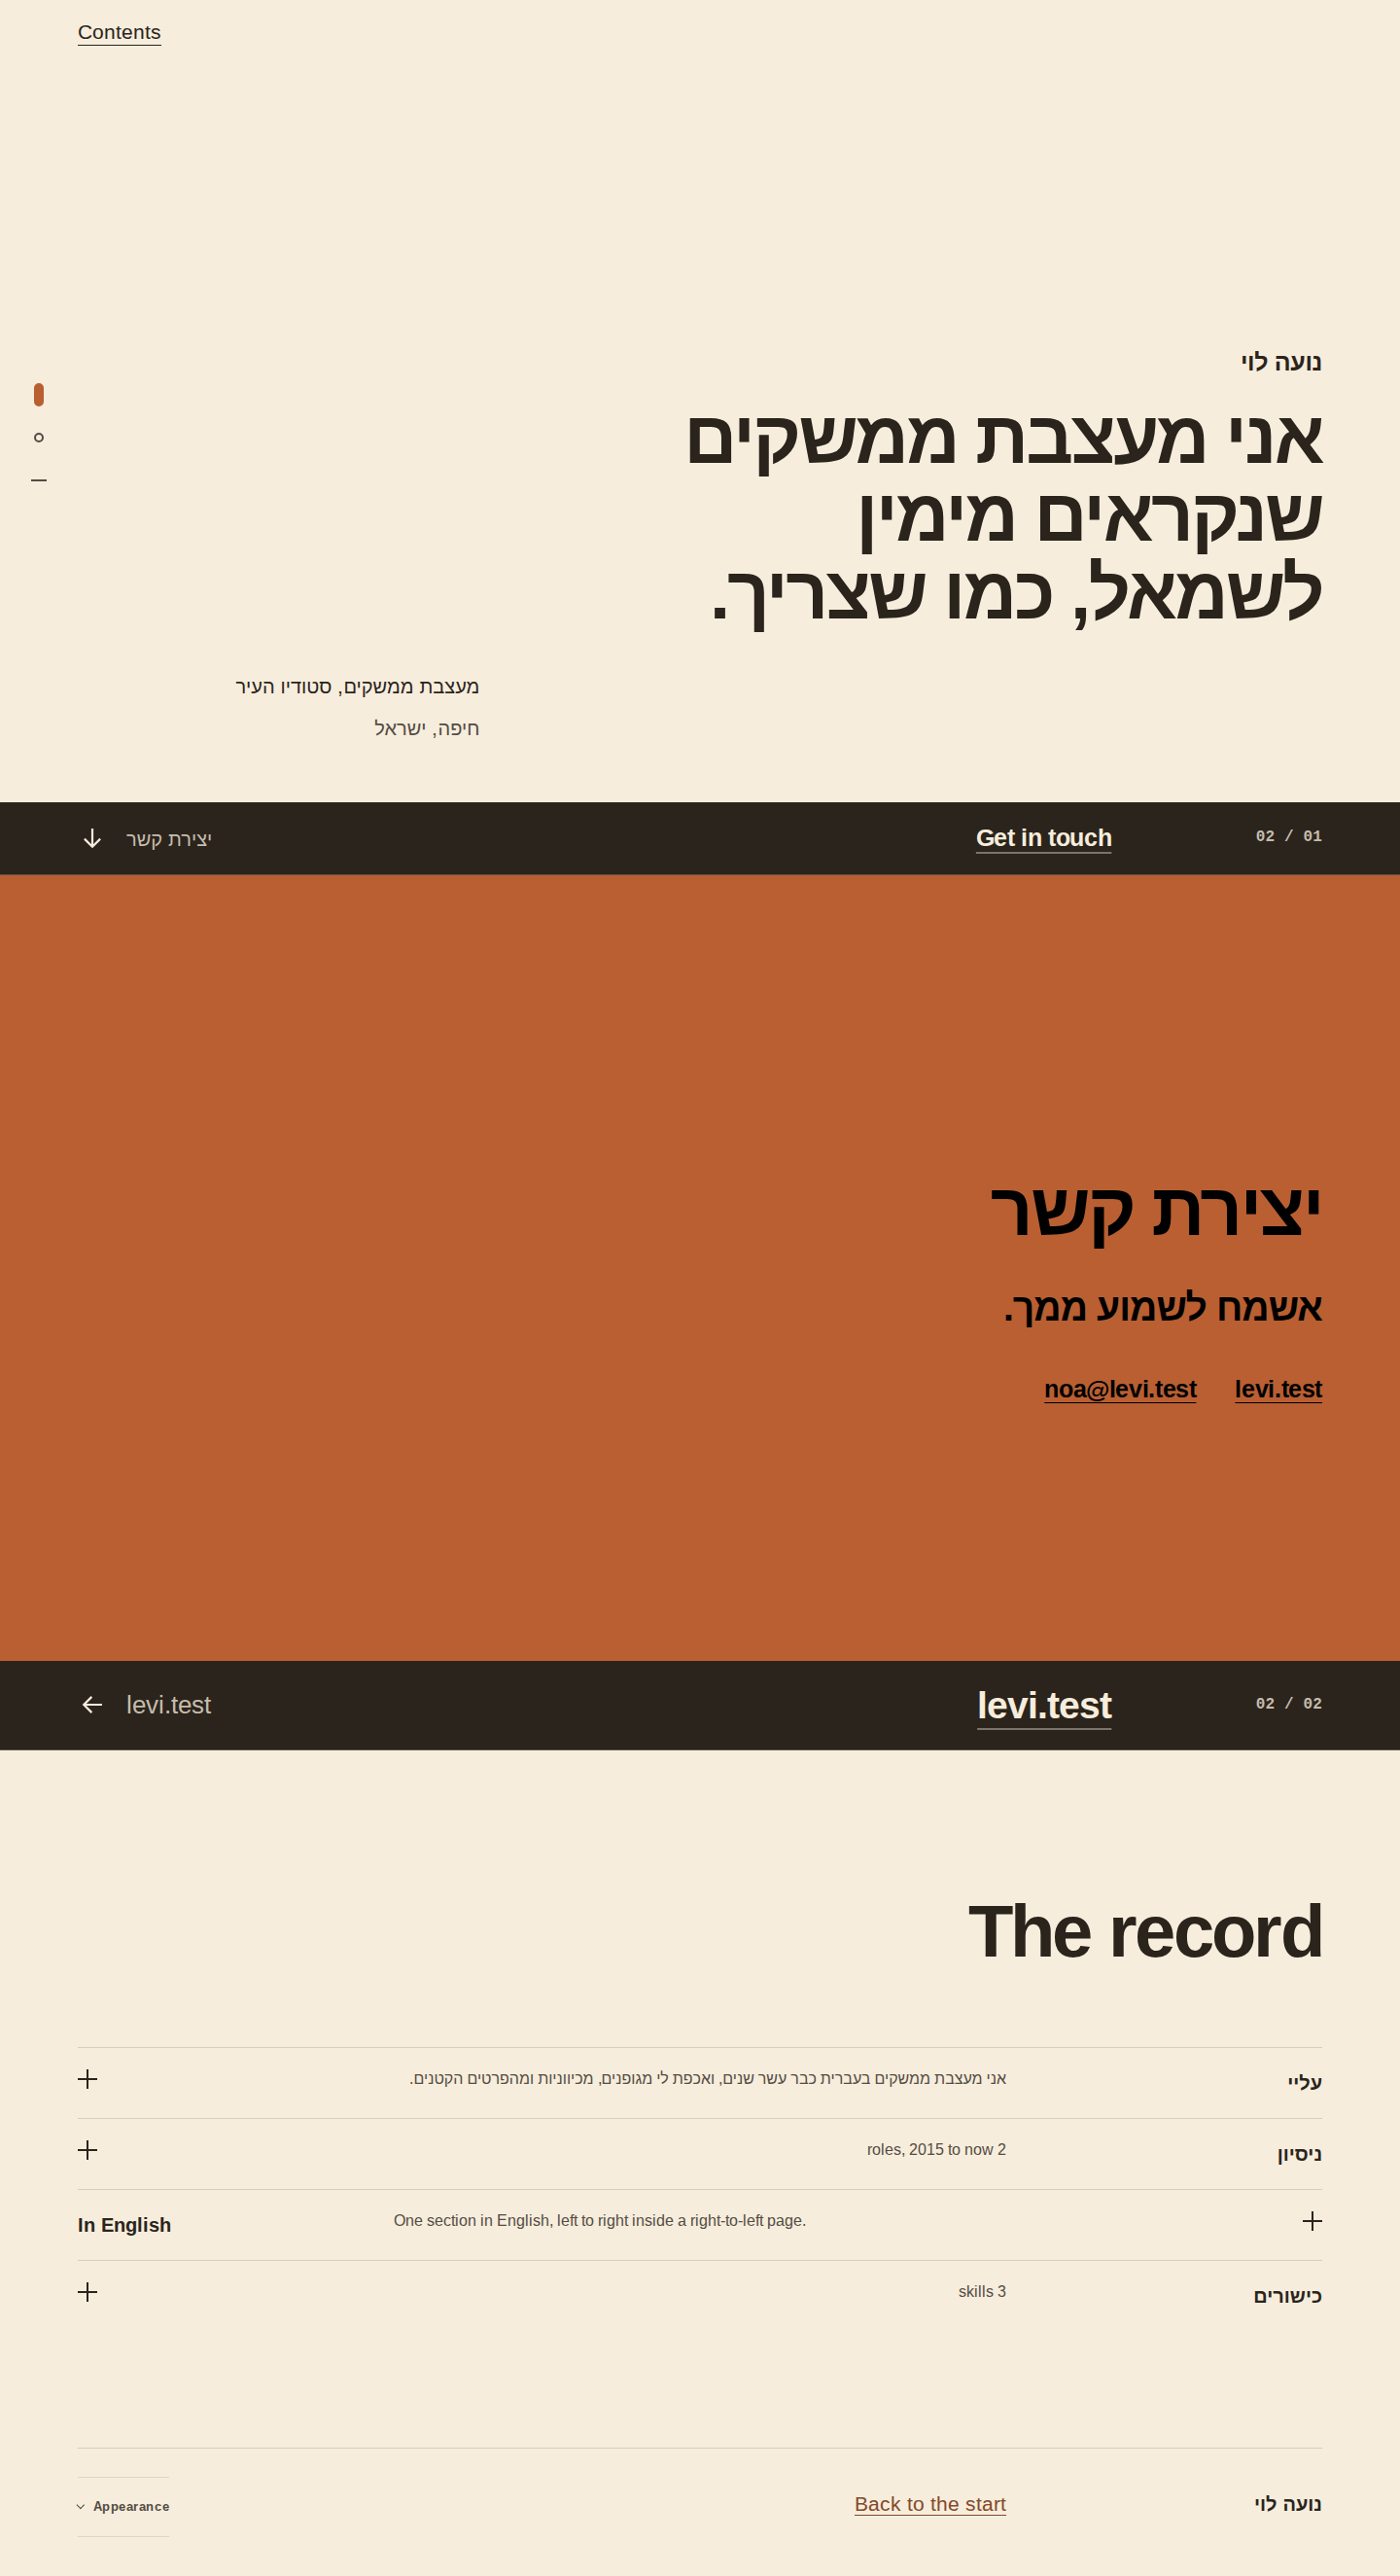 Contents
נועה לוי
אני מעצבת ממשקים
שנקראים מימין
לשמאל, כמו שצריך.
מעצבת ממשקים, סטודיו העיר
חיפה, ישראל
02 / 01
Get in touch
יצירת קשר
יצירת קשר
אשמח לשמוע ממך.
levi.test
noa@levi.test
02 / 02
levi.test
levi.test
The record
עליי
אני מעצבת ממשקים בעברית כבר עשר שנים, ואכפת לי מגופנים, מכיווניות ומהפרטים הקטנים.
ניסיון
roles, 2015 to now 2
In English
One section in English, left to right inside a right-to-left page.
כישורים
skills 3
נועה לוי
Back to the start
Appearance